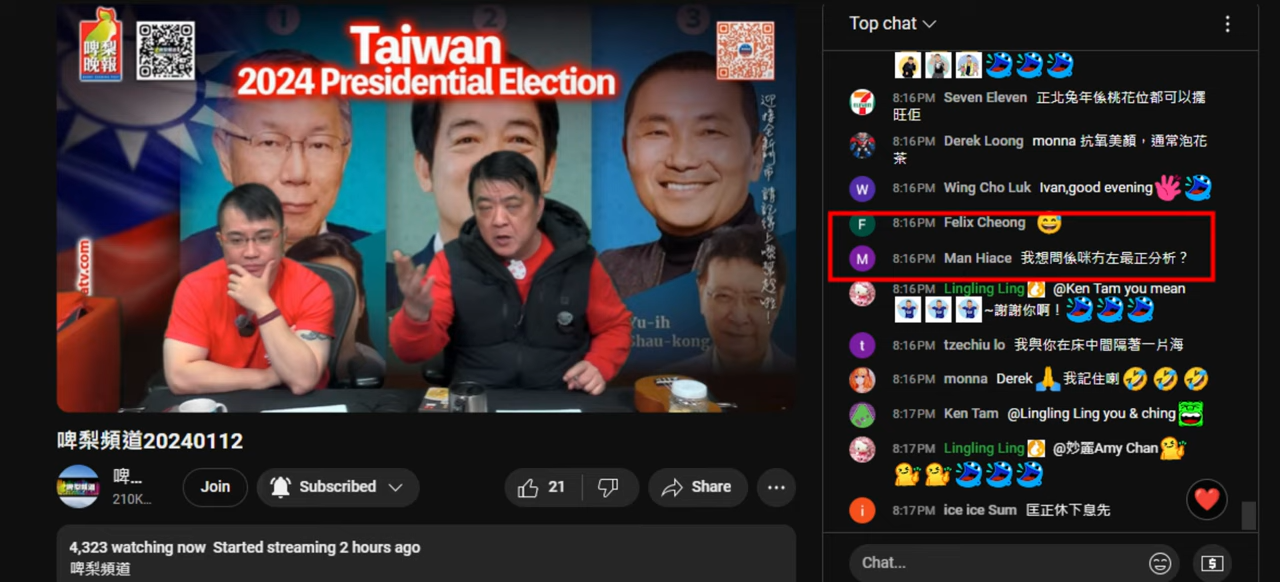 1
2
3
啤梨
晚報
Taiwan
2024 Presidential Election
atv.com
Yu-ih
Shau-kong
啤梨頻道20240112
啤...
210K...
Join
Subscribed
21
Share
4,323 watching now Started streaming 2 hours ago
啤梨頻道
Top chat
8:16PM Seven Eleven 正北兔年係桃花位都可以擺
旺佢
8:16PM Derek Loong monna 抗氧美顏，通常泡花
茶
W 8:16PM Wing Cho Luk Ivan,good evening
F 8:16PM Felix Cheong
M 8:16PM Man Hiace 我想問係咪冇左最正分析？
8:16PM Lingling Ling @Ken Tam you mean
~謝謝你啊！
t 8:16PM tzechiu lo 我與你在床中間隔著一片海
8:16PM monna Derek 我記住喇
8:17PM Ken Tam @Lingling Ling you & ching
8:17PM Lingling Ling @妙麗Amy Chan
i 8:17PM ice ice Sum 匡正休下息先
Chat...